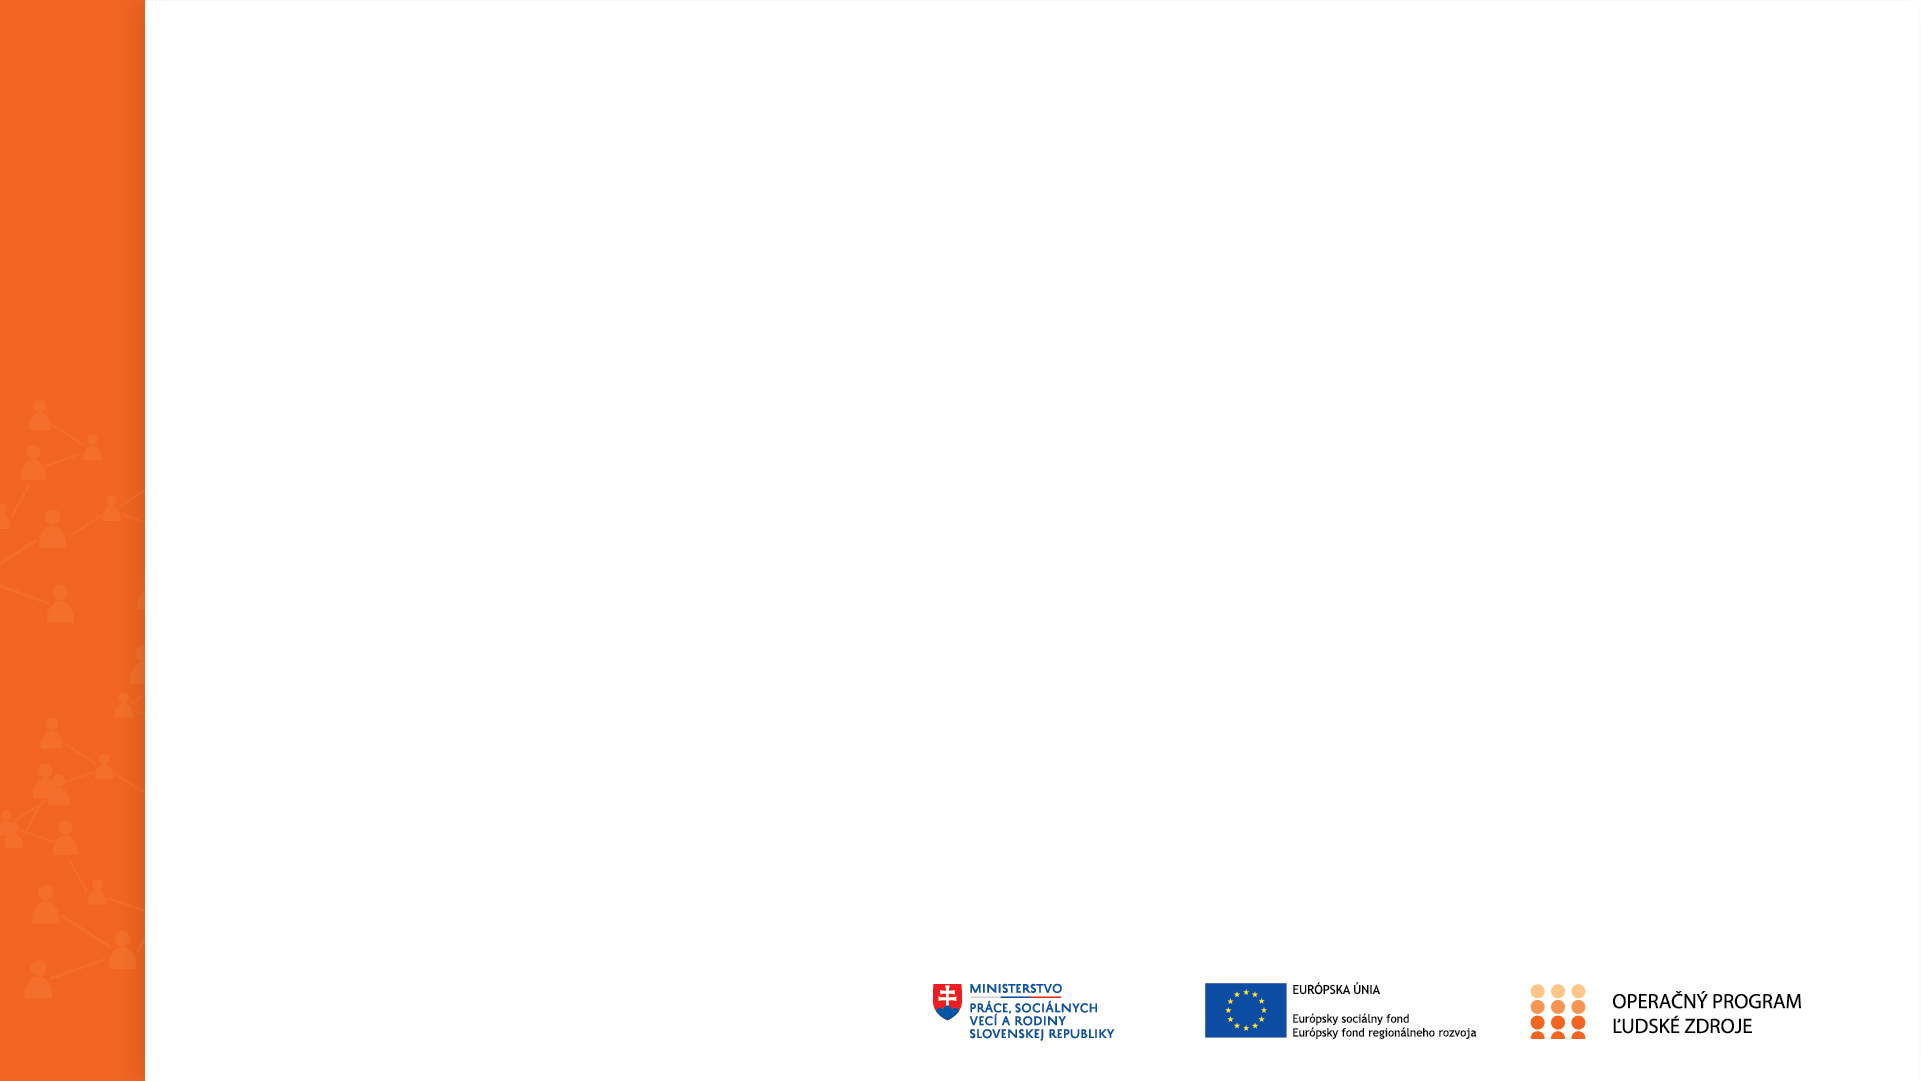 MINISTERSTVO
PRÁCE, SOCIÁLNYCH
VECÍ A RODINY
SLOVENSKEJ REPUBLIKY
EURÓPSKA ÚNIA
Európsky sociálny fond
Európsky fond regionálneho rozvoja
OPERAČNÝ PROGRAM
ĽUDSKÉ ZDROJE